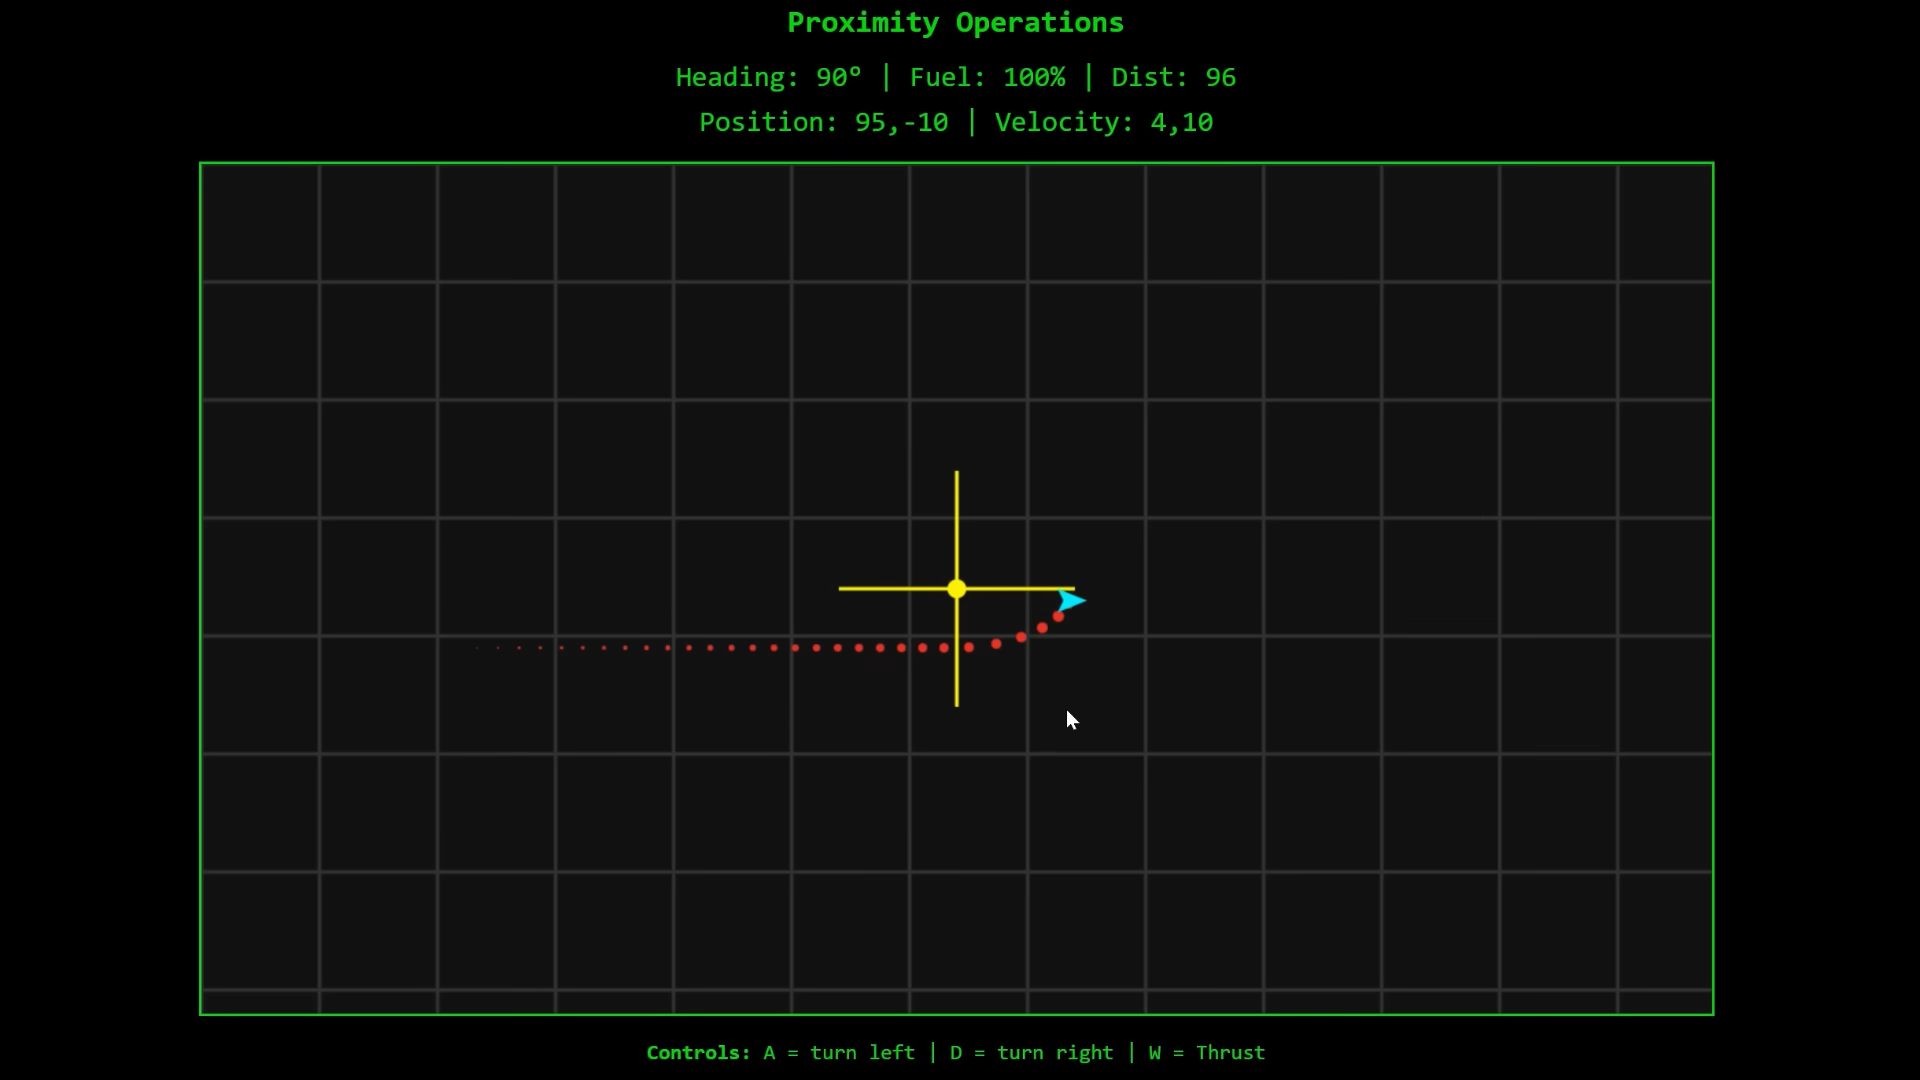 Proximity Operations
Heading: 90° | Fuel: 100% | Dist: 96
Position: 95,-10 | Velocity: 4,10
Controls: A = turn left | D = turn right | W = Thrust